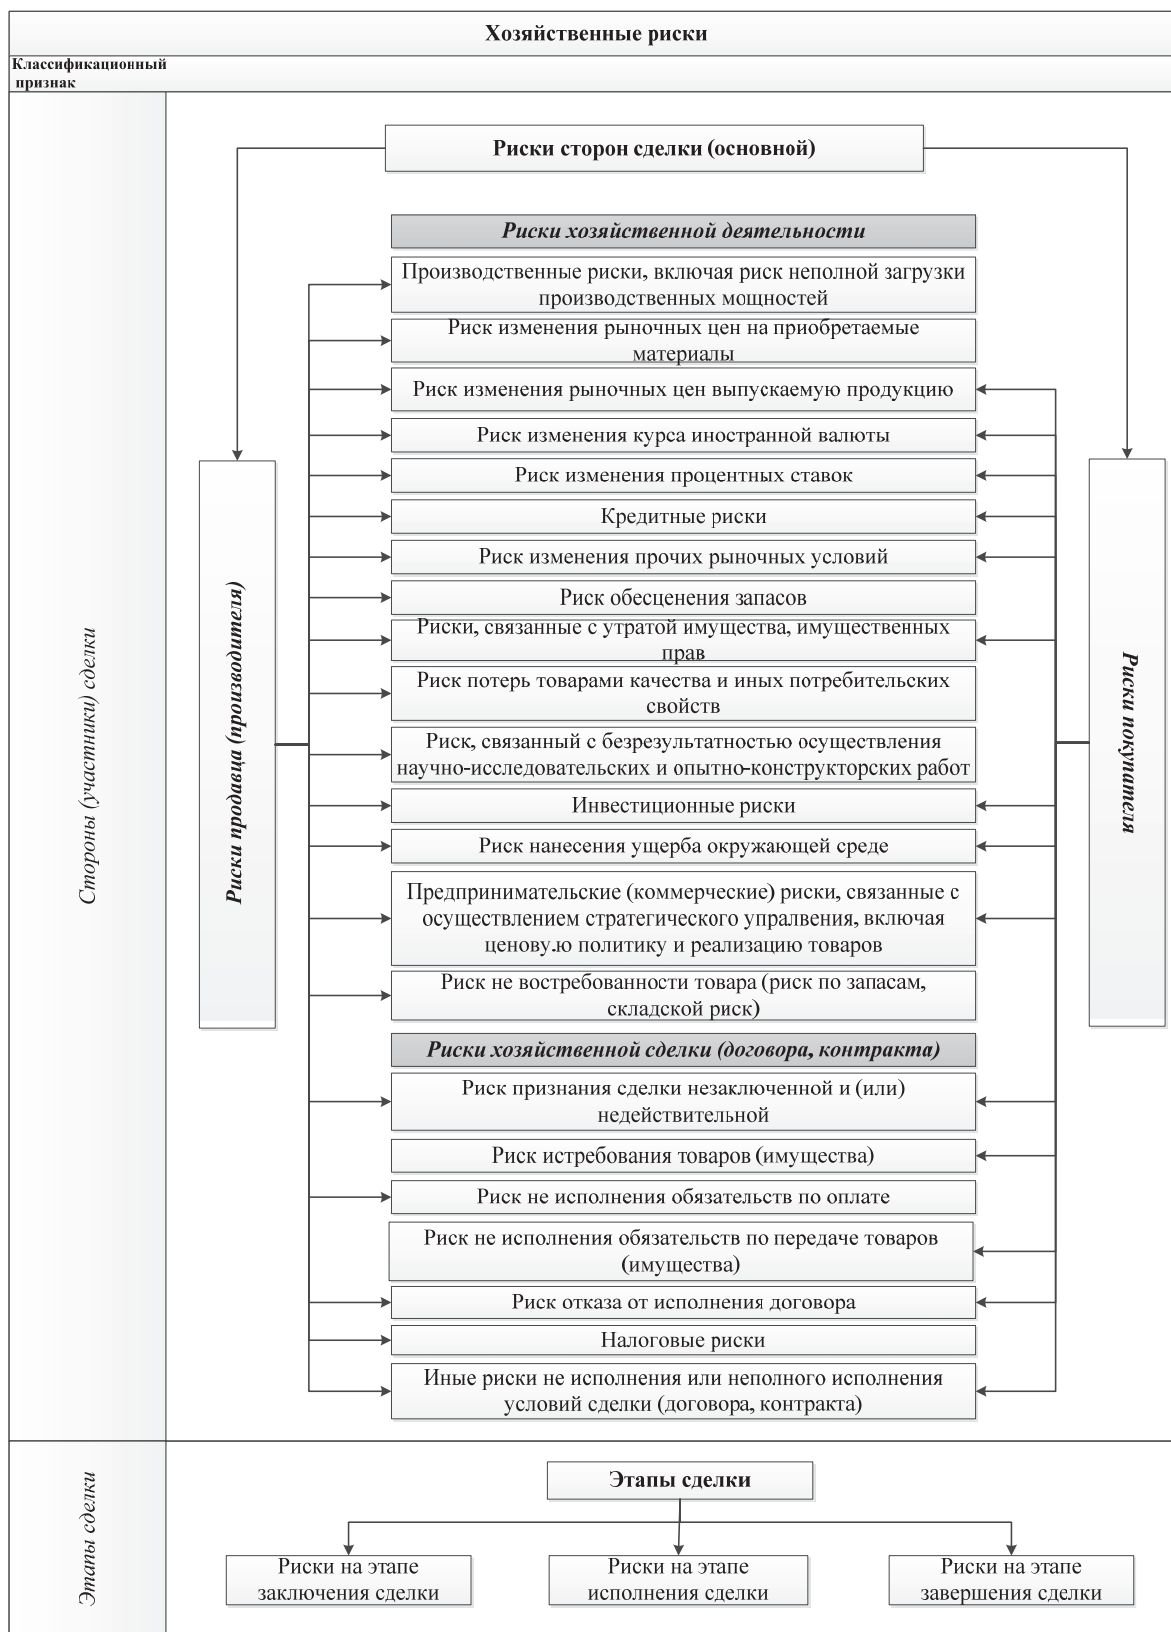 Хозяйственные риски
Классификационный
признак
Стороны (участники) сделки
Риски сторон сделки (основной)
Риски продавца (производителя)
Риски покупателя
Риски хозяйственной деятельности
Производственные риски, включая риск неполной загрузки
производственных мощностей
Риск изменения рыночных цен на приобретаемые
материалы
Риск изменения рыночных цен выпускаемую продукцию
Риск изменения курса иностранной валюты
Риск изменения процентных ставок
Кредитные риски
Риск изменения прочих рыночных условий
Риск обесценения запасов
Риски, связанные с утратой имущества, имущественных
прав
Риск потерь товарами качества и иных потребительских
свойств
Риск, связанный с безрезультатностью осуществления
научно-исследовательских и опытно-конструкторских работ
Инвестиционные риски
Риск нанесения ущерба окружающей среде
Предпринимательские (коммерческие) риски, связанные с
осуществлением стратегического упралвения, включая
ценову.ю политику и реализацию товаров
Риск не востребованности товара (риск по запасам,
складской риск)
Риски хозяйственной сделки (договора, контракта)
Риск признания сделки незаключенной и (или)
недействительной
Риск истребования товаров (имущества)
Риск не исполнения обязательств по оплате
Риск не исполнения обязательств по передаче товаров
(имущества)
Риск отказа от исполнения договора
Налоговые риски
Иные риски не исполнения или неполного исполнения
условий сделки (договора, контракта)
Этапы сделки
Этапы сделки
Риски на этапе
заключения сделки
Риски на этапе
исполнения сделки
Риски на этапе
завершения сделки